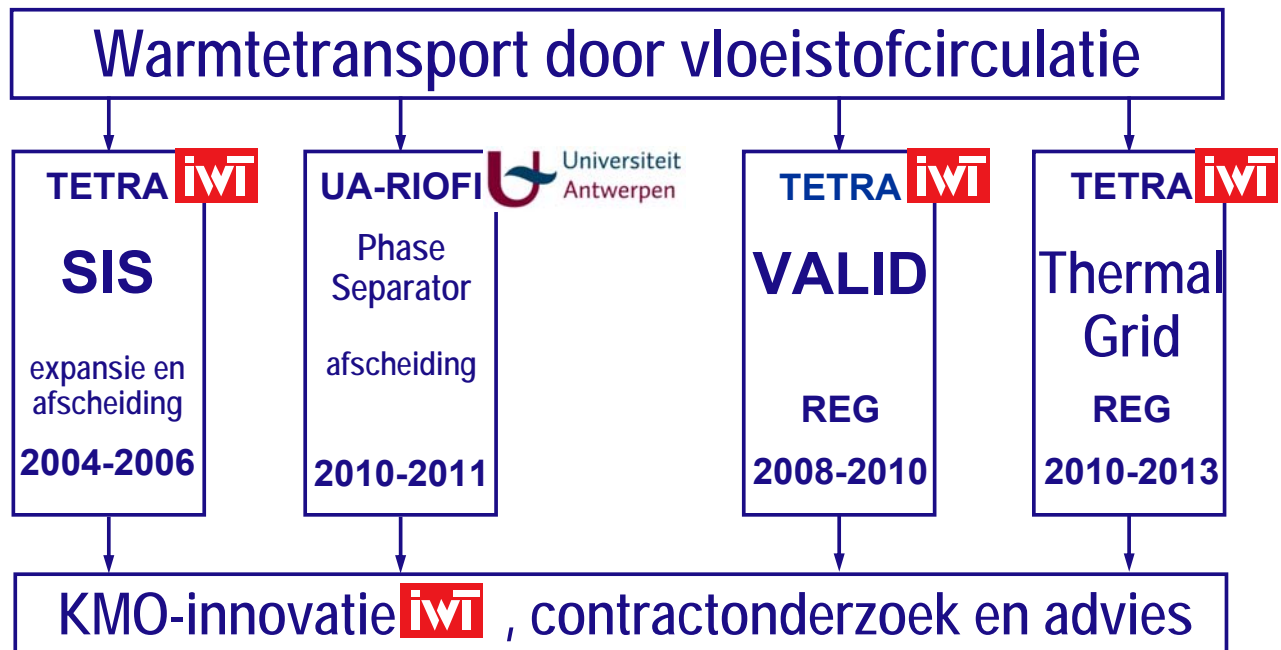 Warmtetransport door vloeistofcirculatie
TETRA iwT
SIS
expansie en
afscheiding
2004-2006
UA-RIOFI
Universiteit
Antwerpen
Phase
Separator
afscheiding
2010-2011
TETRA iwT
VALID
REG
2008-2010
TETRA iwT
Thermal
Grid
REG
2010-2013
KMO-innovatie iwT , contractonderzoek en advies